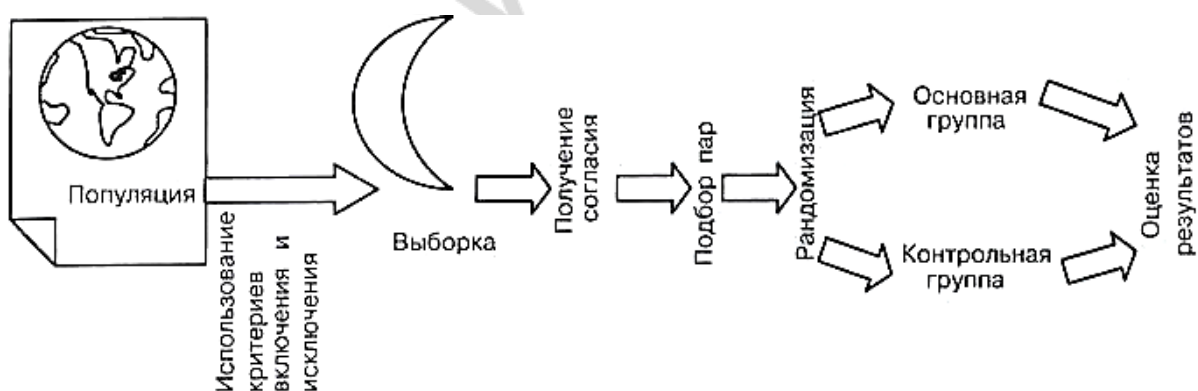 Популяция
Использование
критериев
включения и
исключения
Выборка
Получение
согласия
Подбор пар
Рандомизация
Основная
группа
Контрольная
группа
Оценка
результатов